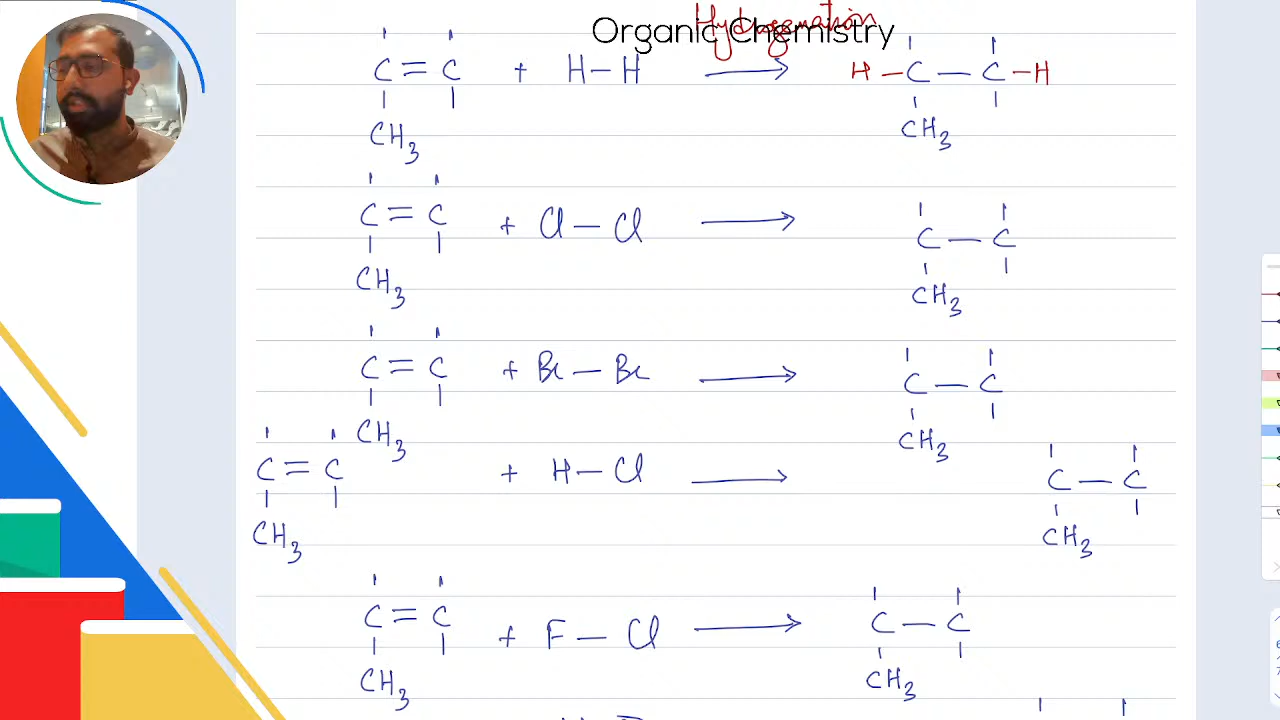 Hydrogenation
Organic Chemistry
C = C + H – H → H – C – C – H
CH3 CH3
C = C + Cl – Cl → C – C
CH3 CH3
C = C + Br – Br → C – C
CH3 CH3
C = C + H – Cl → C – C
CH3 CH3
C = C + F – Cl → C – C
CH3 CH3